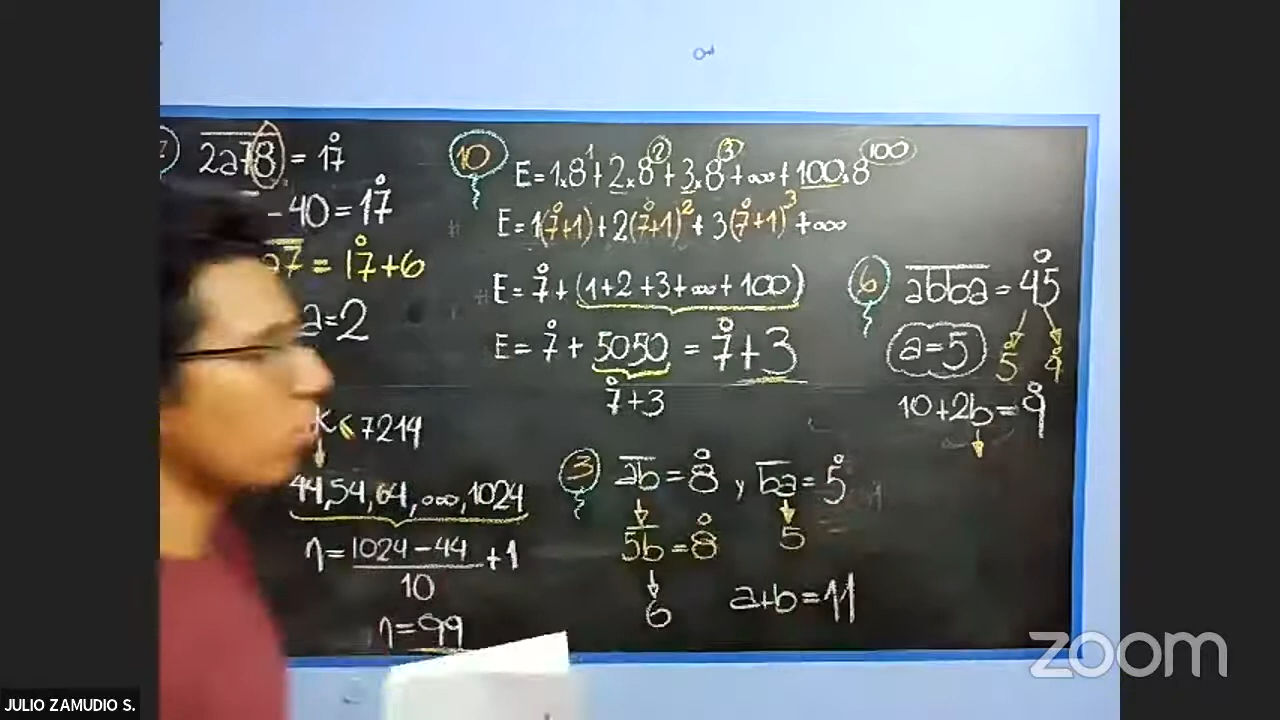 2a78 = 17̊
- 40 = 17̊
a7 = 17̊ + 6
a = 2
K < 7214
44, 54, 64, ..., 1024
n = (1024 - 44)/10 + 1
n = 99
10
E = 1×8¹ + 2×8² + 3×8³ + ... + 100×8¹⁰⁰
E = 1(7̊+1) + 2(7̊+1)² + 3(7̊+1)³ + ...
E = 7̊ + (1+2+3+...+100)
E = 7̊ + 5050 = 7̊ + 3
7̊ + 3
3
ab = 8̊ y ba = 5̊
5b = 8̊
5
6
a+b = 11
6
abba = 45̊
a = 5
5̊ 9̊
10+2b = 9̊
JULIO ZAMUDIO S.
zoom